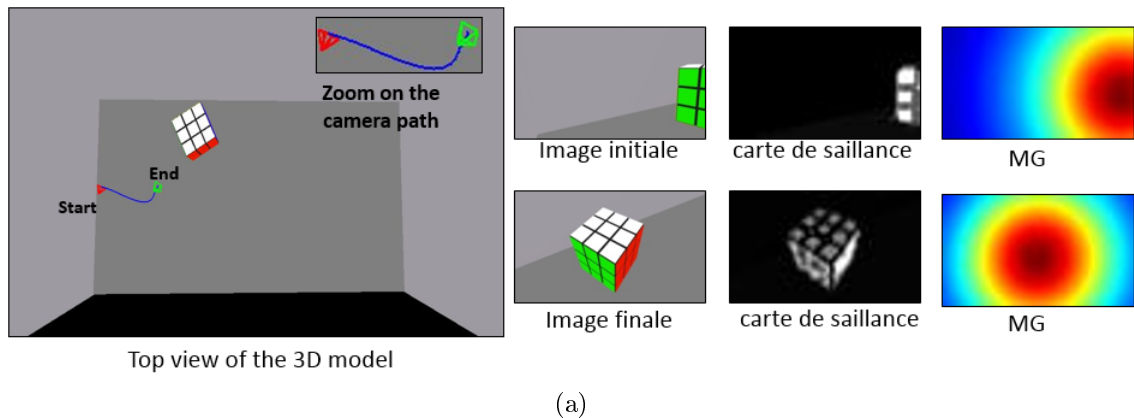 Zoom on the
camera path
End
Start
Top view of the 3D model
Image initiale
carte de saillance
MG
Image finale
carte de saillance
MG
(a)